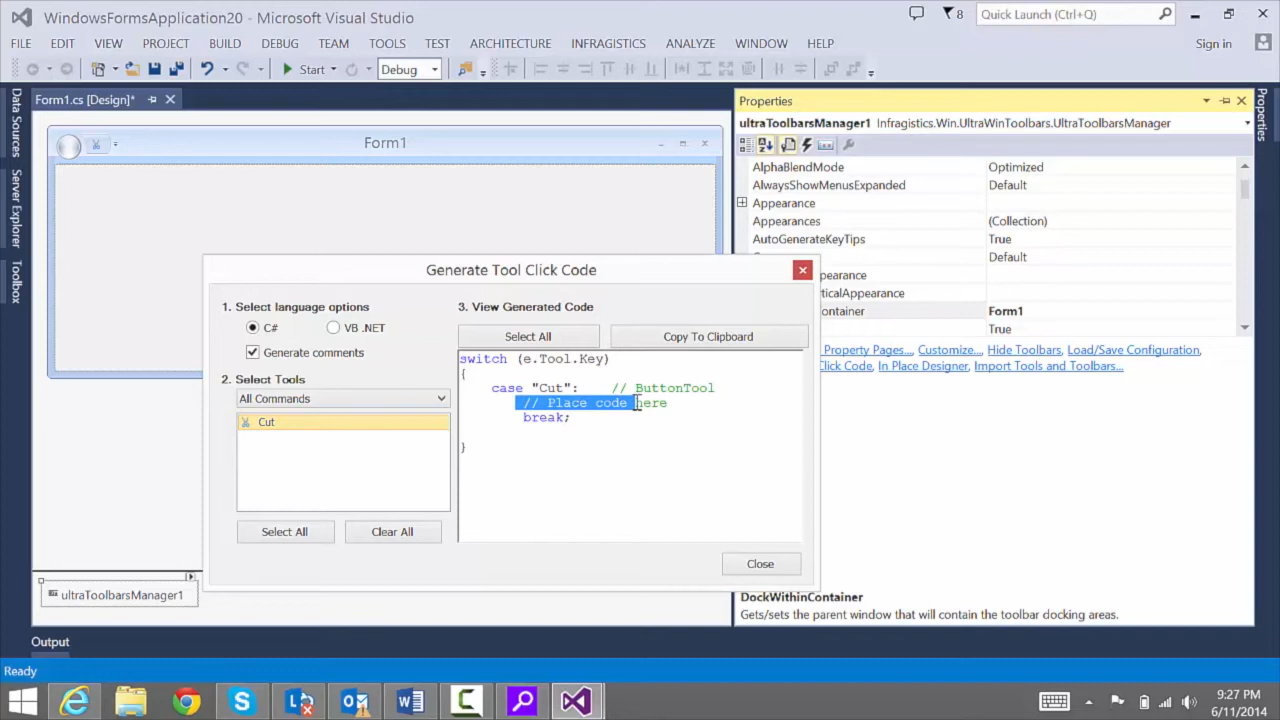 WindowsFormsApplication20 - Microsoft Visual Studio
8
Quick Launch (Ctrl+Q)
FILE EDIT VIEW PROJECT BUILD DEBUG TEAM TOOLS TEST ARCHITECTURE INFRAGISTICS ANALYZE WINDOW HELP
Sign in
Start
Debug
Data Sources
Server Explorer
Toolbox
Form1.cs [Design]*
Form1
Properties
Properties
ultraToolbarsManager1 Infragistics.Win.UltraWinToolbars.UltraToolbarsManager
AlphaBlendMode Optimized
AlwaysShowMenusExpanded Default
Appearance
Appearances (Collection)
AutoGenerateKeyTips True
Default
pearance
ticalAppearance
ontainer Form1
True
Property Pages..., Customize..., Hide Toolbars, Load/Save Configuration,
Click Code, In Place Designer, Import Tools and Toolbars...
DockWithinContainer
Gets/sets the parent window that will contain the toolbar docking areas.
Generate Tool Click Code
1. Select language options
C# VB .NET
Generate comments
2. Select Tools
All Commands
Cut
Select All Clear All
3. View Generated Code
Select All Copy To Clipboard
switch (e.Tool.Key)
{
case "Cut": // ButtonTool
// Place code here
break;
}
Close
ultraToolbarsManager1
Output
Ready
9:27 PM
6/11/2014